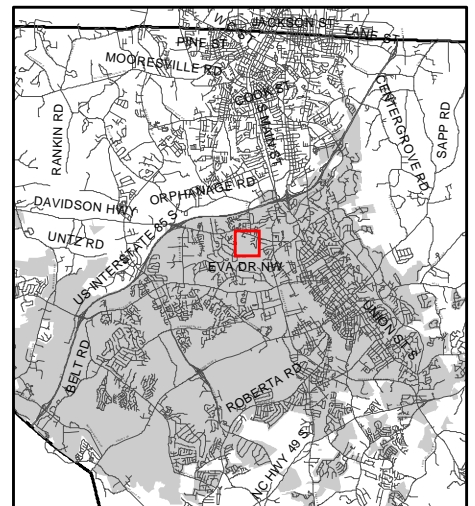 JACKSON ST
LANE ST
PINE ST
MOORESVILLE RD
COOK ST
S MAIN ST
CENTERGROVE RD
SAPP RD
RANKIN RD
ORPHANAGE RD
DAVIDSON HWY
UNTZ RD
US INTERSTATE 85 S
EVA DR NW
UNION ST S
BELT RD
ROBERTA RD
NC HWY 49 S